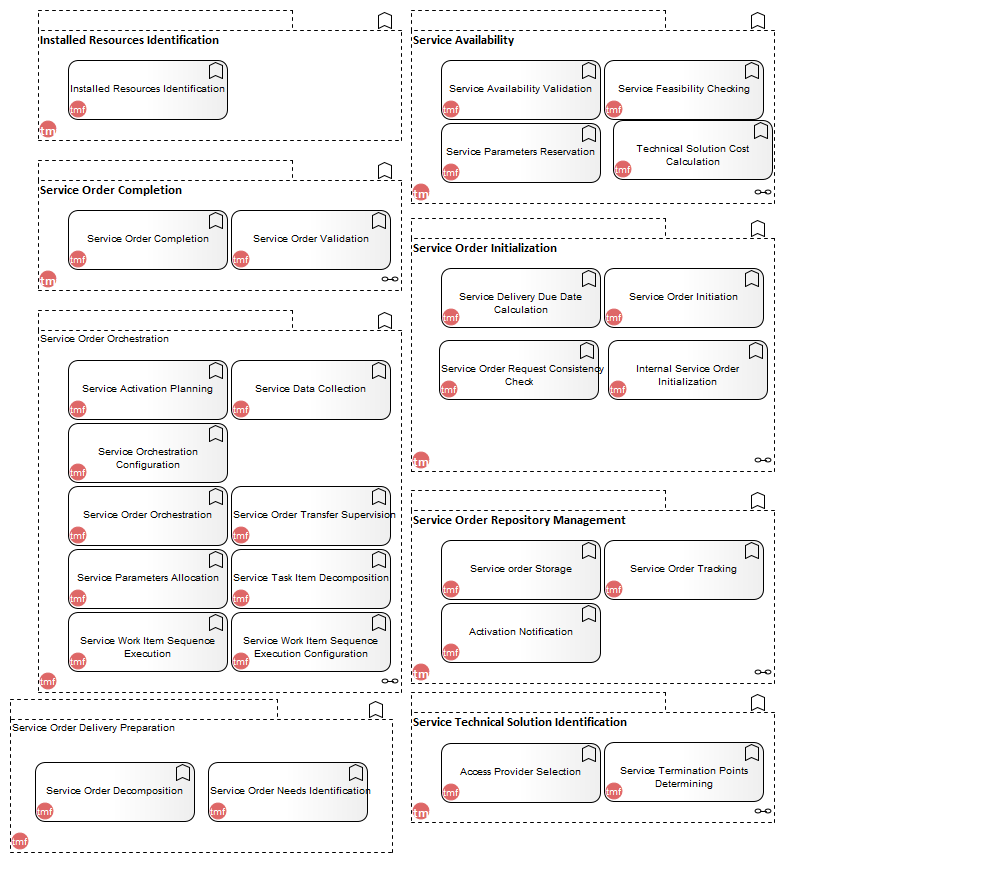 Installed Resources Identification
Installed Resources Identification
tmf
tm
Service Order Completion
Service Order Completion
tmf
Service Order Validation
tmf
tm
Service Order Orchestration
Service Activation Planning
tmf
Service Data Collection
tmf
Service Orchestration
Configuration
tmf
Service Order Orchestration
tmf
Service Order Transfer Supervision
tmf
Service Parameters Allocation
tmf
Service Task Item Decomposition
tmf
Service Work Item Sequence
Execution
tmf
Service Work Item Sequence
Execution Configuration
tmf
tmf
Service Order Delivery Preparation
Service Order Decomposition
tmf
Service Order Needs Identification
tmf
tmf
Service Availability
Service Availability Validation
tmf
Service Feasibility Checking
tmf
Service Parameters Reservation
tmf
Technical Solution Cost
Calculation
tmf
tm
Service Order Initialization
Service Delivery Due Date
Calculation
tmf
Service Order Initiation
tmf
Service Order Request Consistency
Check
tmf
Internal Service Order
Initialization
tmf
tm
Service Order Repository Management
Service order Storage
tmf
Service Order Tracking
tmf
Activation Notification
tmf
tm
Service Technical Solution Identification
Access Provider Selection
tmf
Service Termination Points
Determining
tmf
tm